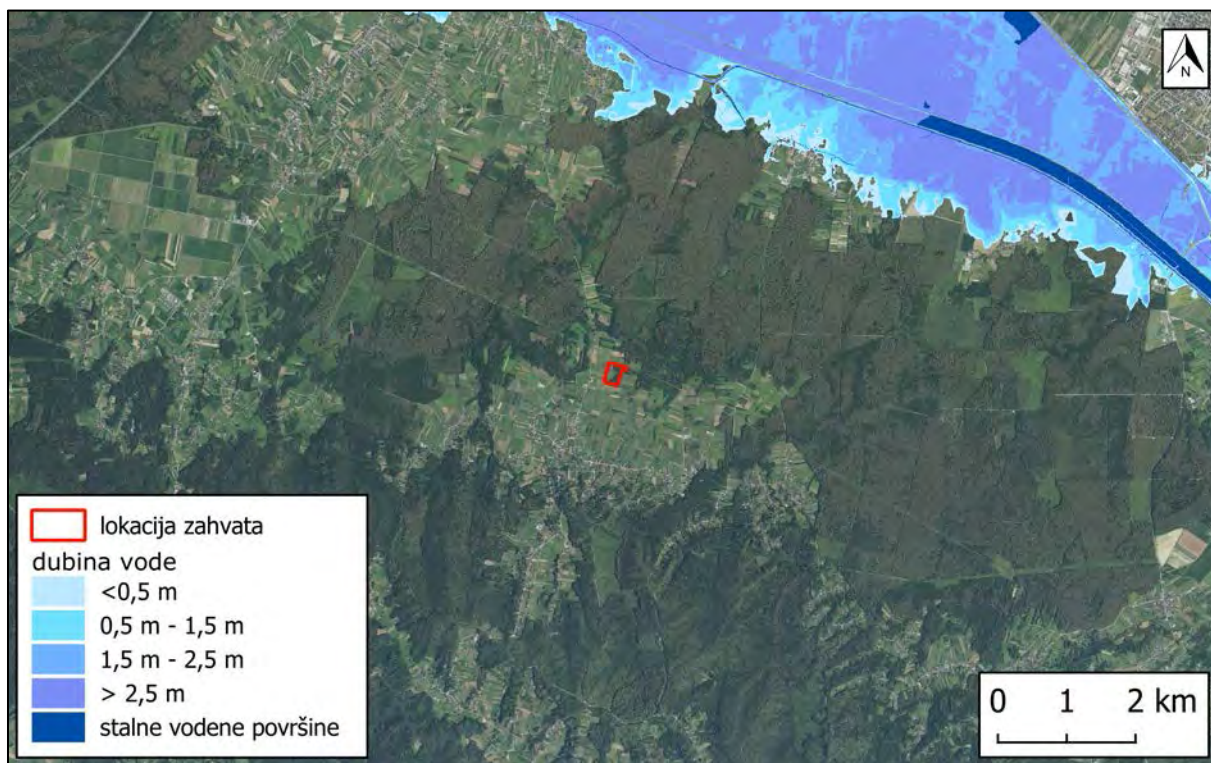 N
lokacija zahvata
dubina vode
<0,5 m
0,5 m - 1,5 m
1,5 m - 2,5 m
> 2,5 m
stalne vodene površine
0 1 2 km